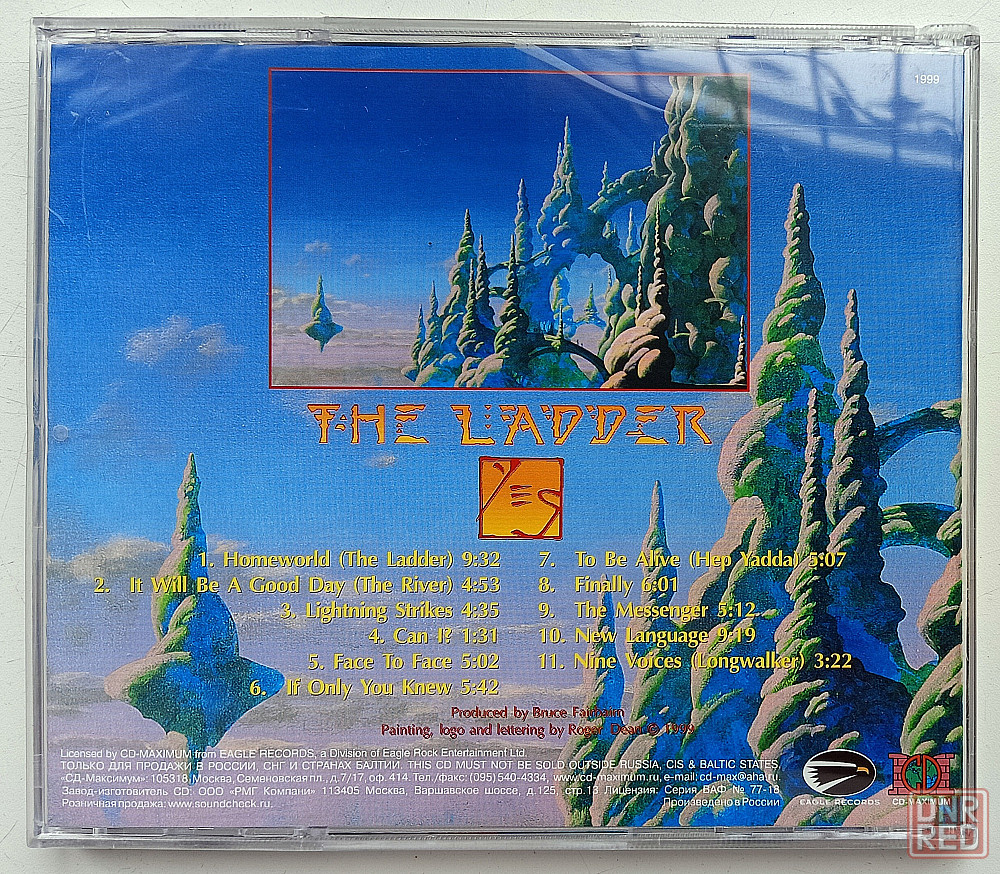 1999
THE LADDER
YES
1. Homeworld (The Ladder) 9:32
2. It Will Be A Good Day (The River) 4:53
3. Lightning Strikes 4:35
4. Can I? 1:31
5. Face To Face 5:02
6. If Only You Knew 5:42
7. To Be Alive (Hep Yadda) 5:07
8. Finally 6:01
9. The Messenger 5:12
10. New Language 9:19
11. Nine Voices (Longwalker) 3:22
Produced by Bruce Fairbairn
Painting, logo and lettering by Roger Dean © 1999
Licensed by CD-MAXIMUM from EAGLE RECORDS, a Division of Eagle Rock Entertainment Ltd.
ТОЛЬКО ДЛЯ ПРОДАЖИ В РОССИИ, СНГ И СТРАНАХ БАЛТИИ. THIS CD MUST NOT BE SOLD OUTSIDE RUSSIA, CIS & BALTIC STATES.
«СД-Максимум»: 105318, Москва, Семеновская пл., д.7/17, оф. 414. Тел./факс: (095) 540-4334, www.cd-maximum.ru, e-mail: cd-max@aha.ru.
Завод-изготовитель CD: ООО «РМГ Компани» 113405 Москва, Варшавское шоссе, д.125, стр.13 Лицензия: Серия ВАФ № 77-18
Розничная продажа: www.soundcheck.ru.
Произведено в России
EAGLE RECORDS
CD
CD-MAXIMUM
DNR
RED